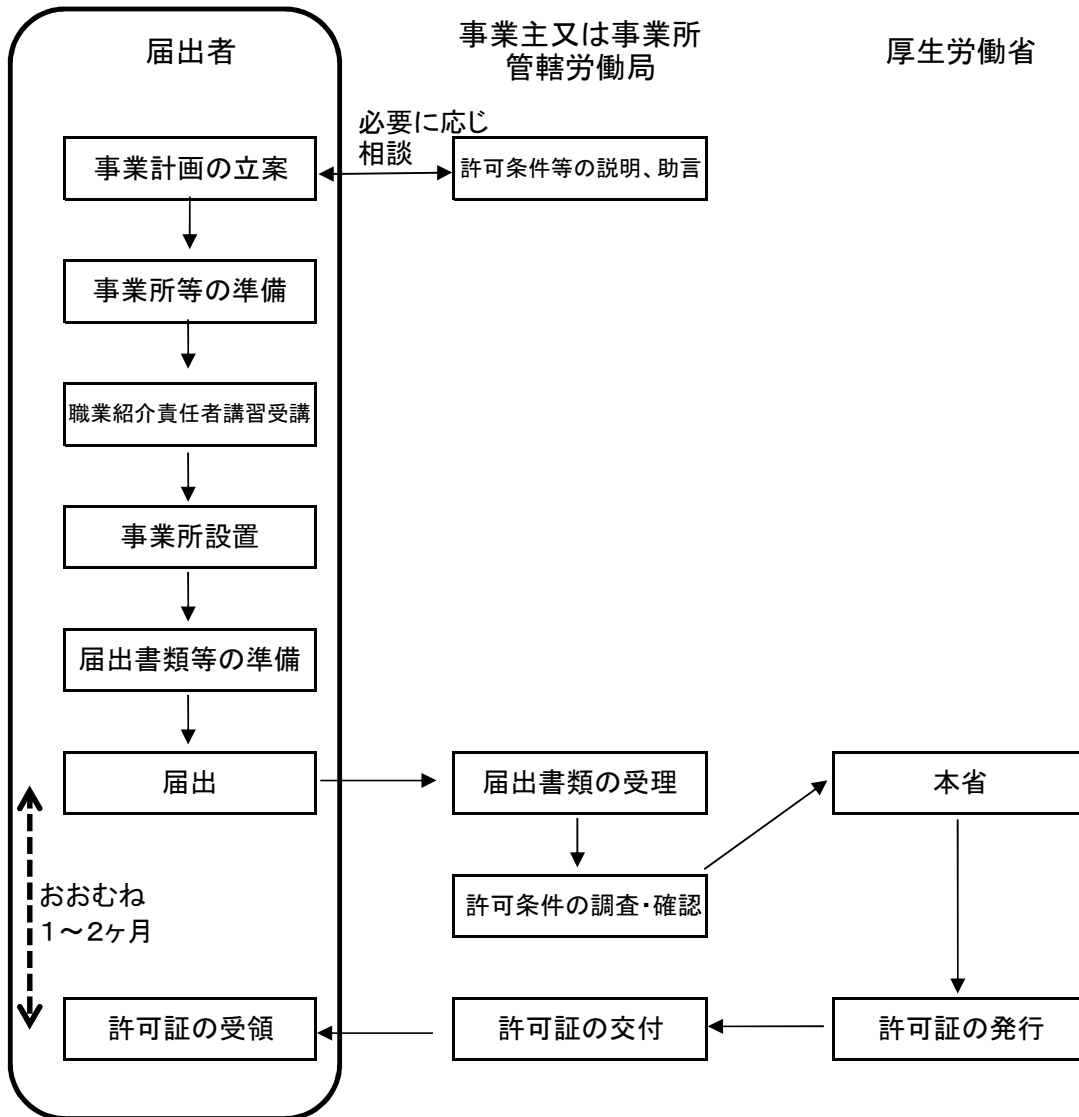 届出者
事業主又は事業所
管轄労働局
厚生労働省
必要に応じ
相談
事業計画の立案
許可条件等の説明、助言
事業所等の準備
職業紹介責任者講習受講
事業所設置
届出書類等の準備
届出
届出書類の受理
本省
おおむね
1～2ヶ月
許可条件の調査・確認
許可証の受領
許可証の交付
許可証の発行